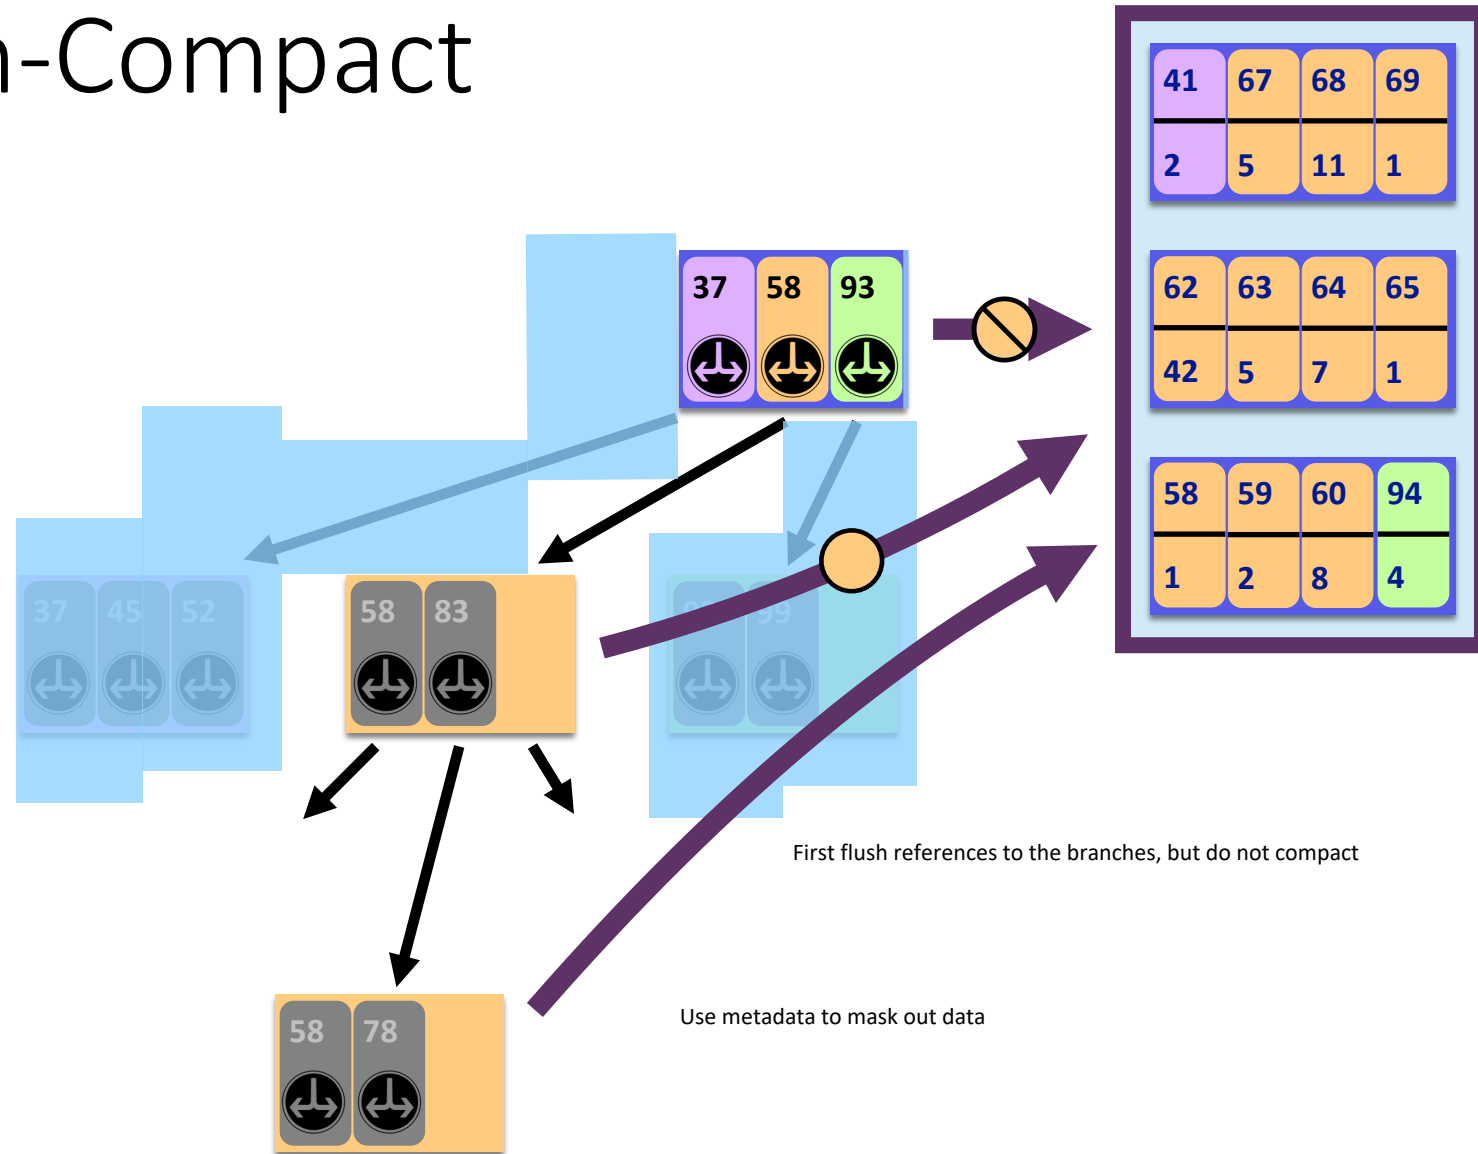 n-Compact
41 67 68 69
2 5 11 1
37 58 93
62 63 64 65
42 5 7 1
58 59 60 94
1 2 8 4
37 45 52
58 83
99
58 78
First flush references to the branches, but do not compact
Use metadata to mask out data